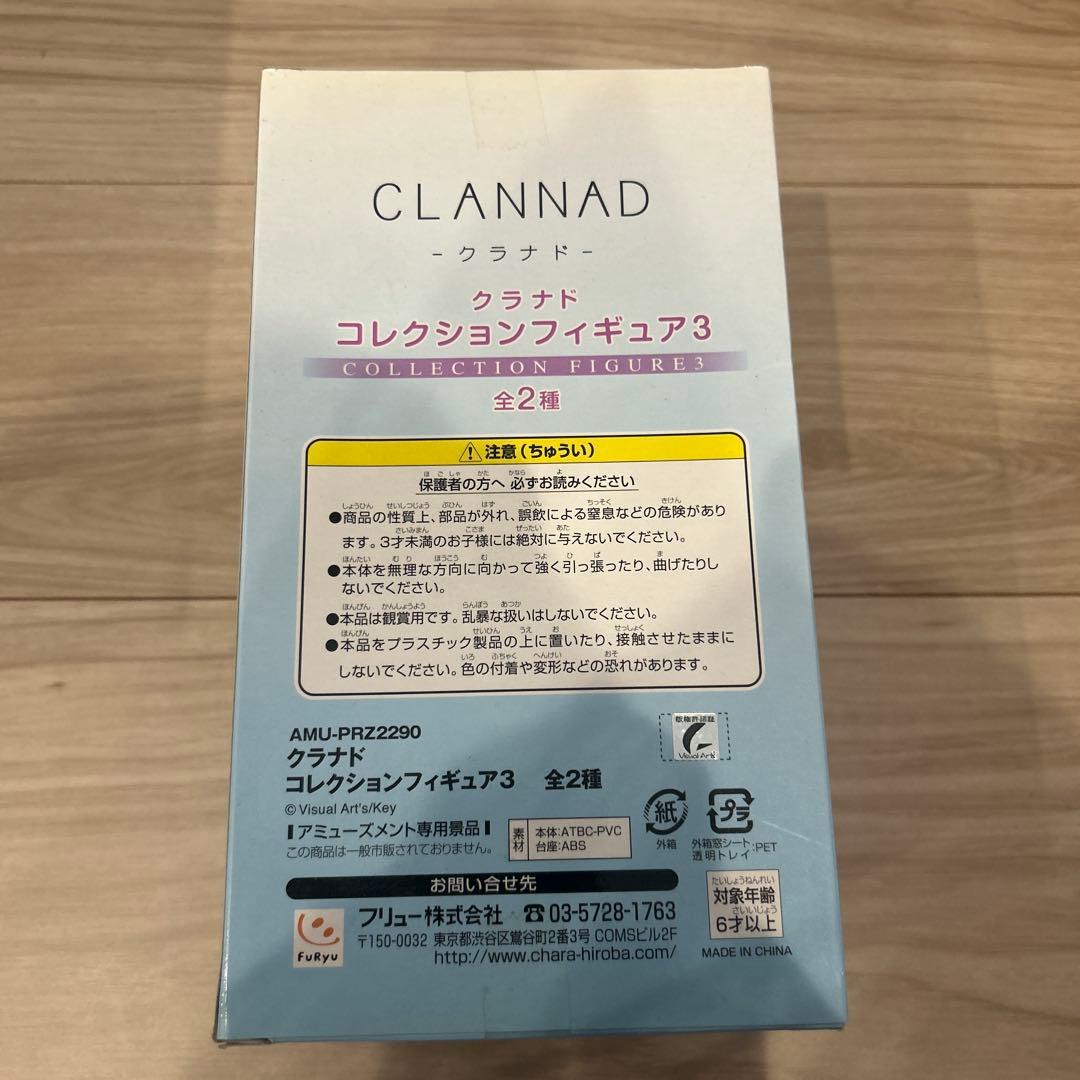 CLANNAD
-クラナド-
クラナド
コレクションフィギュア3
COLLECTION FIGURE3
全2種
注意(ちゅうい)
保護者の方へ 必ずお読みください
●商品の性質上、部品が外れ、誤飲による窒息などの危険があり
ます。3才未満のお子様には絶対に与えないでください。
●本体を無理な方向に向かって強く引っ張ったり、曲げたりし
ないでください。
●本品は観賞用です。乱暴な扱いはしないでください。
●本品をプラスチック製品の上に置いたり、接触させたままに
しないでください。色の付着や変形などの恐れがあります。
AMU-PRZ2290
クラナド
コレクションフィギュア3 全2種
©Visual Art's/Key
アミューズメント専用景品
この商品は一般市販されておりません。
素材
本体:ATBC-PVC
台座:ABS
版権許諾証
Visual Art's
紙
外箱
プラ
外箱窓シート
透明トレイ:PET
お問い合せ先
FuRyu
フリュー株式会社 ☎03-5728-1763
〒150-0032 東京都渋谷区鶯谷町2番3号 COMSビル2F
http://www.chara-hiroba.com/
対象年齢
6才以上
MADE IN CHINA